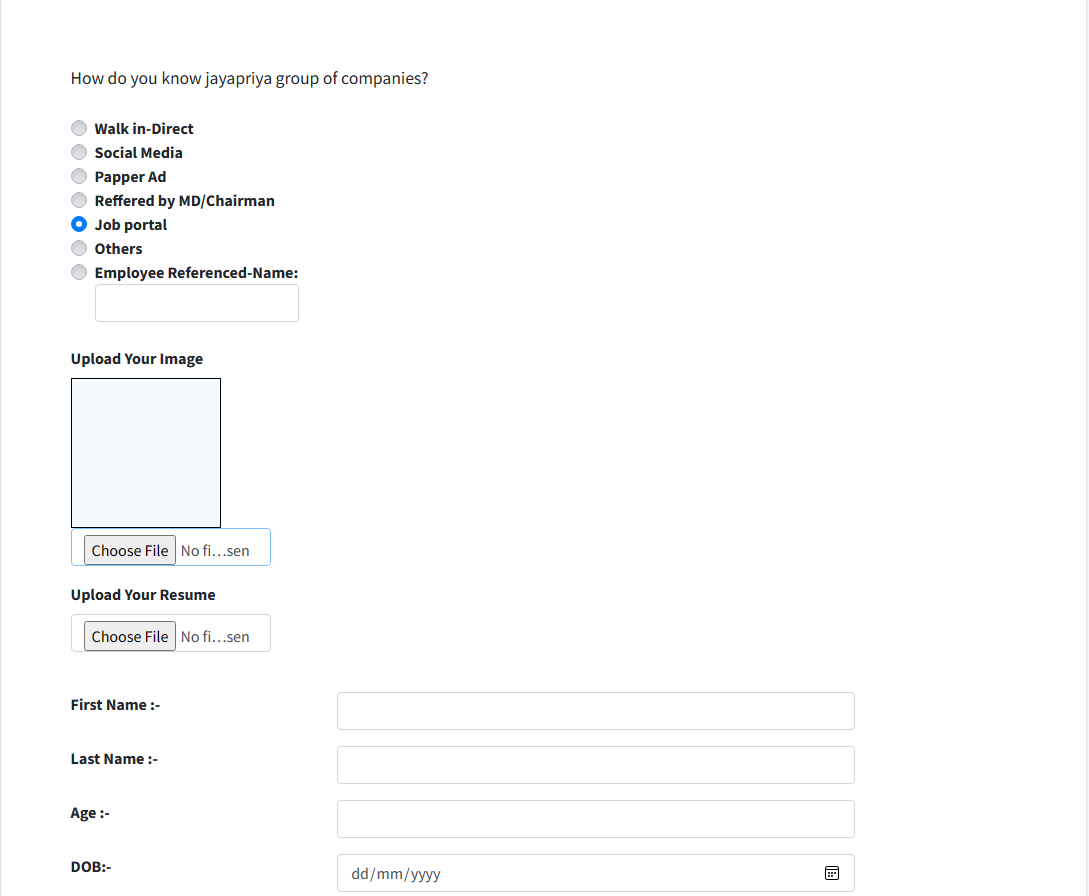 How do you know jayapriya group of companies?
Walk in-Direct
Social Media
Papper Ad
Reffered by MD/Chairman
Job portal
Others
Employee Referenced-Name:
Upload Your Image
Choose File No fi...sen
Upload Your Resume
Choose File No fi...sen
First Name :-
Last Name :-
Age :-
DOB:- dd/mm/yyyy